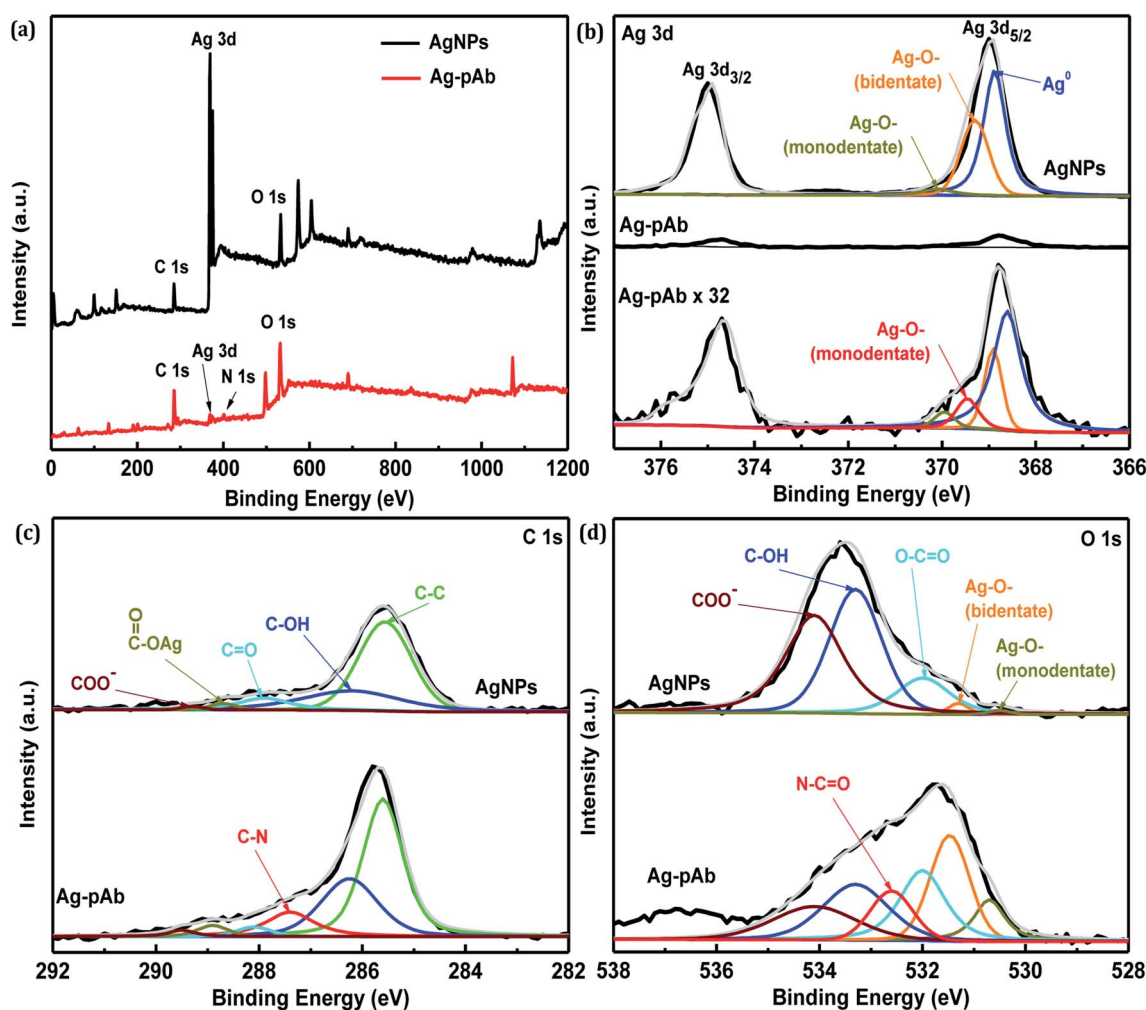 (a)
Ag 3d
AgNPs
Ag-pAb
O 1s
C 1s
O 1s
Ag 3d
C 1s
N 1s
Intensity (a.u.)
0 200 400 600 800 1000 1200
Binding Energy (eV)
(b)
Ag 3d
Ag 3d5/2
Ag 3d3/2
Ag-O-
(bidentate)
Ag0
Ag-O-
(monodentate)
AgNPs
Ag-pAb
Ag-pAb x 32
Ag-O-
(monodentate)
Intensity (a.u.)
376 374 372 370 368 366
Binding Energy (eV)
(c)
C 1s
O
=
C-OAg
C-C
C-OH
C=O
COO-
AgNPs
C-N
Ag-pAb
Intensity (a.u.)
292 290 288 286 284 282
Binding Energy (eV)
(d)
O 1s
C-OH
O-C=O
COO-
Ag-O-
(bidentate)
Ag-O-
(monodentate)
AgNPs
N-C=O
Ag-pAb
Intensity (a.u.)
538 536 534 532 530 528
Binding Energy (eV)